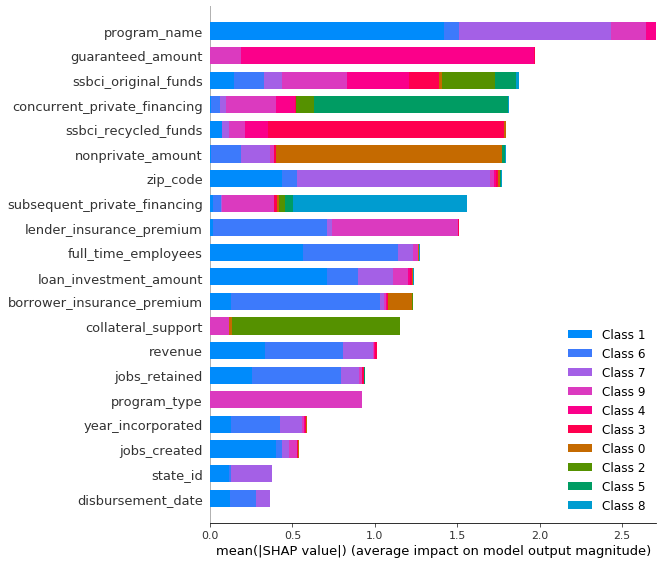 program_name
guaranteed_amount
ssbci_original_funds
concurrent_private_financing
ssbci_recycled_funds
nonprivate_amount
zip_code
subsequent_private_financing
lender_insurance_premium
full_time_employees
loan_investment_amount
borrower_insurance_premium
collateral_support
revenue
jobs_retained
program_type
year_incorporated
jobs_created
state_id
disbursement_date
Class 1
Class 6
Class 7
Class 9
Class 4
Class 3
Class 0
Class 2
Class 5
Class 8
0.0 0.5 1.0 1.5 2.0 2.5
mean(|SHAP value|) (average impact on model output magnitude)